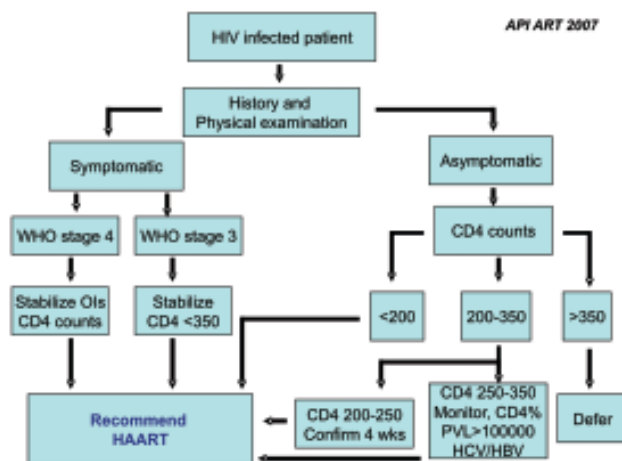 API ART 2007
HIV infected patient
History and
Physical examination
Symptomatic
Asymptomatic
WHO stage 4
WHO stage 3
CD4 counts
Stabilize OIs
CD4 counts
Stabilize
CD4 <350
<200
200-350
>350
Recommend
HAART
CD4 200-250
Confirm 4 wks
CD4 250-350
Monitor, CD4%
PVL>100000
HCV/HBV
Defer